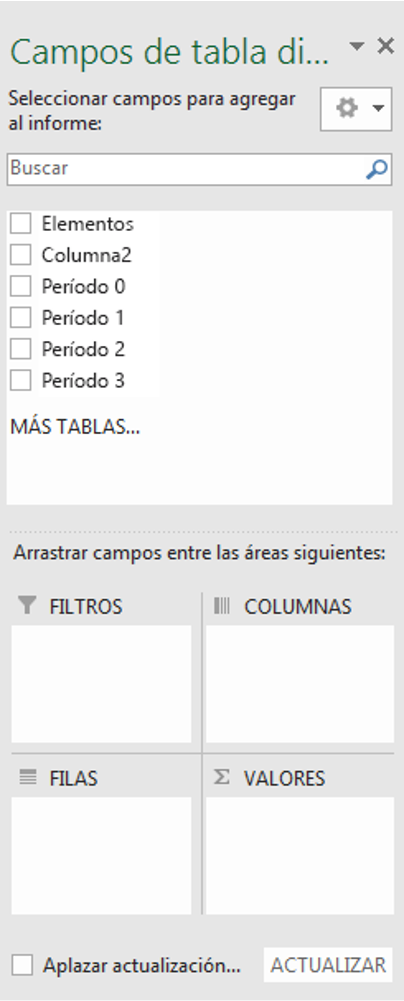 Campos de tabla di...
Seleccionar campos para agregar
al informe:
Buscar
Elementos
Columna2
Período 0
Período 1
Período 2
Período 3
MÁS TABLAS...
Arrastrar campos entre las áreas siguientes:
FILTROS
COLUMNAS
FILAS
Σ VALORES
Aplazar actualización...
ACTUALIZAR